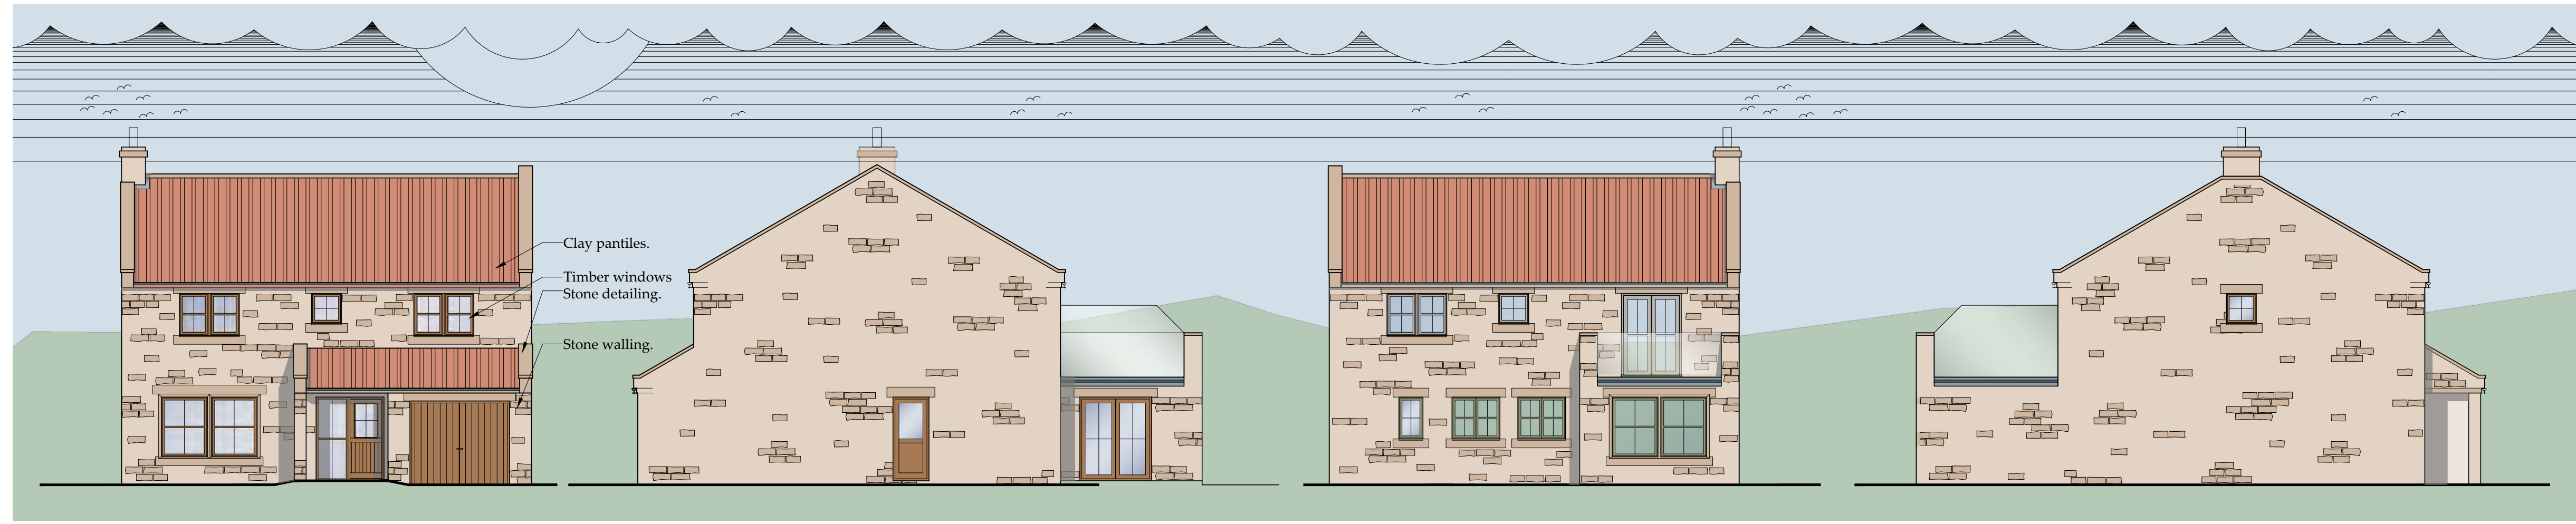 Clay pantiles.
Timber windows
Stone detailing.
Stone walling.